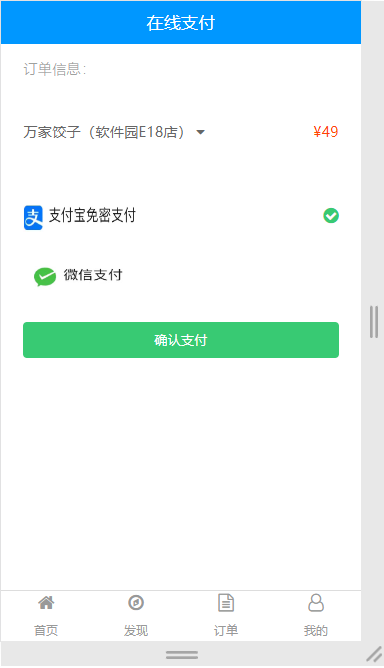 在线支付
订单信息:
万家饺子（软件园E18店） ¥49
支付宝免密支付
微信支付
确认支付
首页 发现 订单 我的